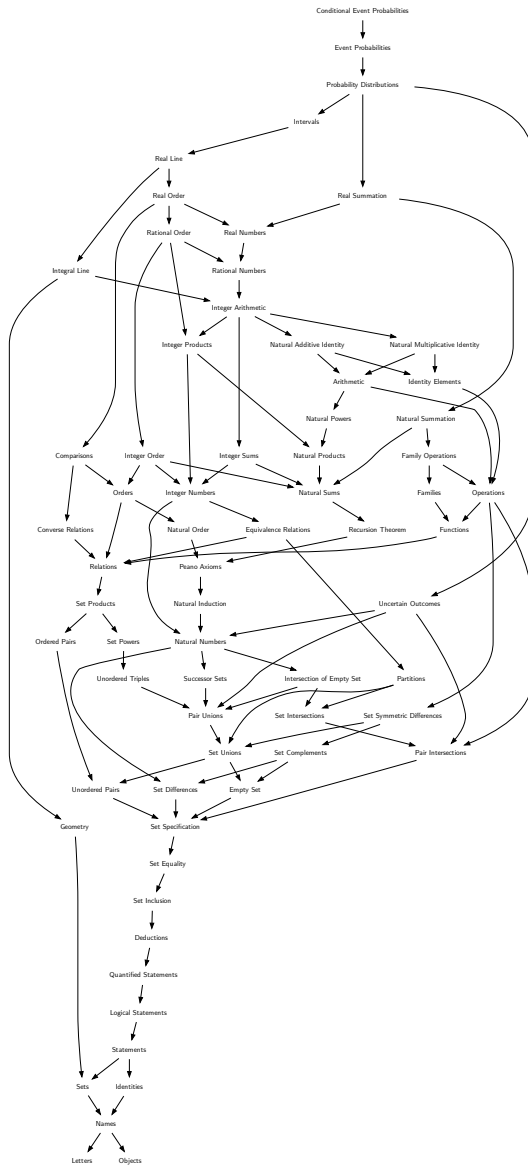 Conditional Event Probabilities
Event Probabilities
Probability Distributions
Intervals
Real Line
Real Order
Real Summation
Rational Order
Real Numbers
Integral Line
Rational Numbers
Integer Arithmetic
Integer Products
Natural Additive Identity
Natural Multiplicative Identity
Arithmetic
Identity Elements
Natural Powers
Natural Summation
Comparisons
Integer Order
Integer Sums
Natural Products
Family Operations
Orders
Integer Numbers
Natural Sums
Families
Operations
Converse Relations
Natural Order
Equivalence Relations
Recursion Theorem
Functions
Relations
Peano Axioms
Set Products
Natural Induction
Uncertain Outcomes
Ordered Pairs
Set Powers
Natural Numbers
Unordered Triples
Successor Sets
Intersection of Empty Set
Partitions
Pair Unions
Set Intersections
Set Symmetric Differences
Set Unions
Set Complements
Pair Intersections
Unordered Pairs
Set Differences
Empty Set
Geometry
Set Specification
Set Equality
Set Inclusion
Deductions
Quantified Statements
Logical Statements
Statements
Sets
Identities
Names
Letters
Objects